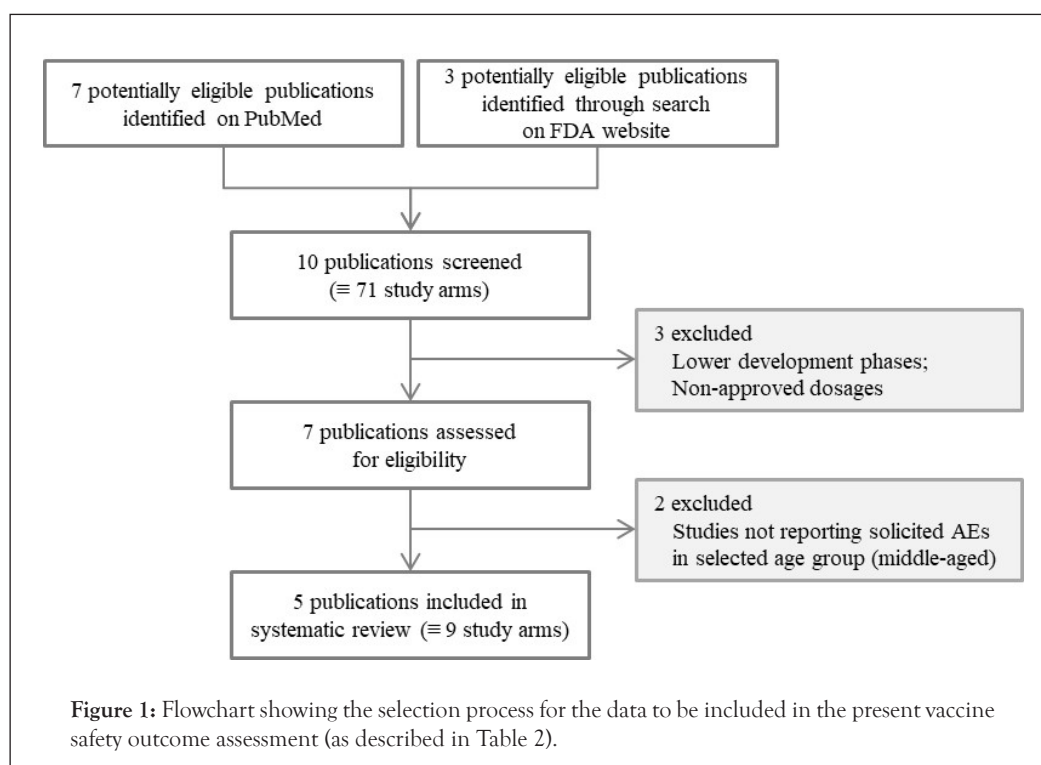 7 potentially eligible publications
identified on PubMed
3 potentially eligible publications
identified through search
on FDA website
10 publications screened
(≡ 71 study arms)
3 excluded
Lower development phases;
Non-approved dosages
7 publications assessed
for eligibility
2 excluded
Studies not reporting solicited AEs
in selected age group (middle-aged)
5 publications included in
systematic review (≡ 9 study arms)
Figure 1: Flowchart showing the selection process for the data to be included in the present vaccine
safety outcome assessment (as described in Table 2).